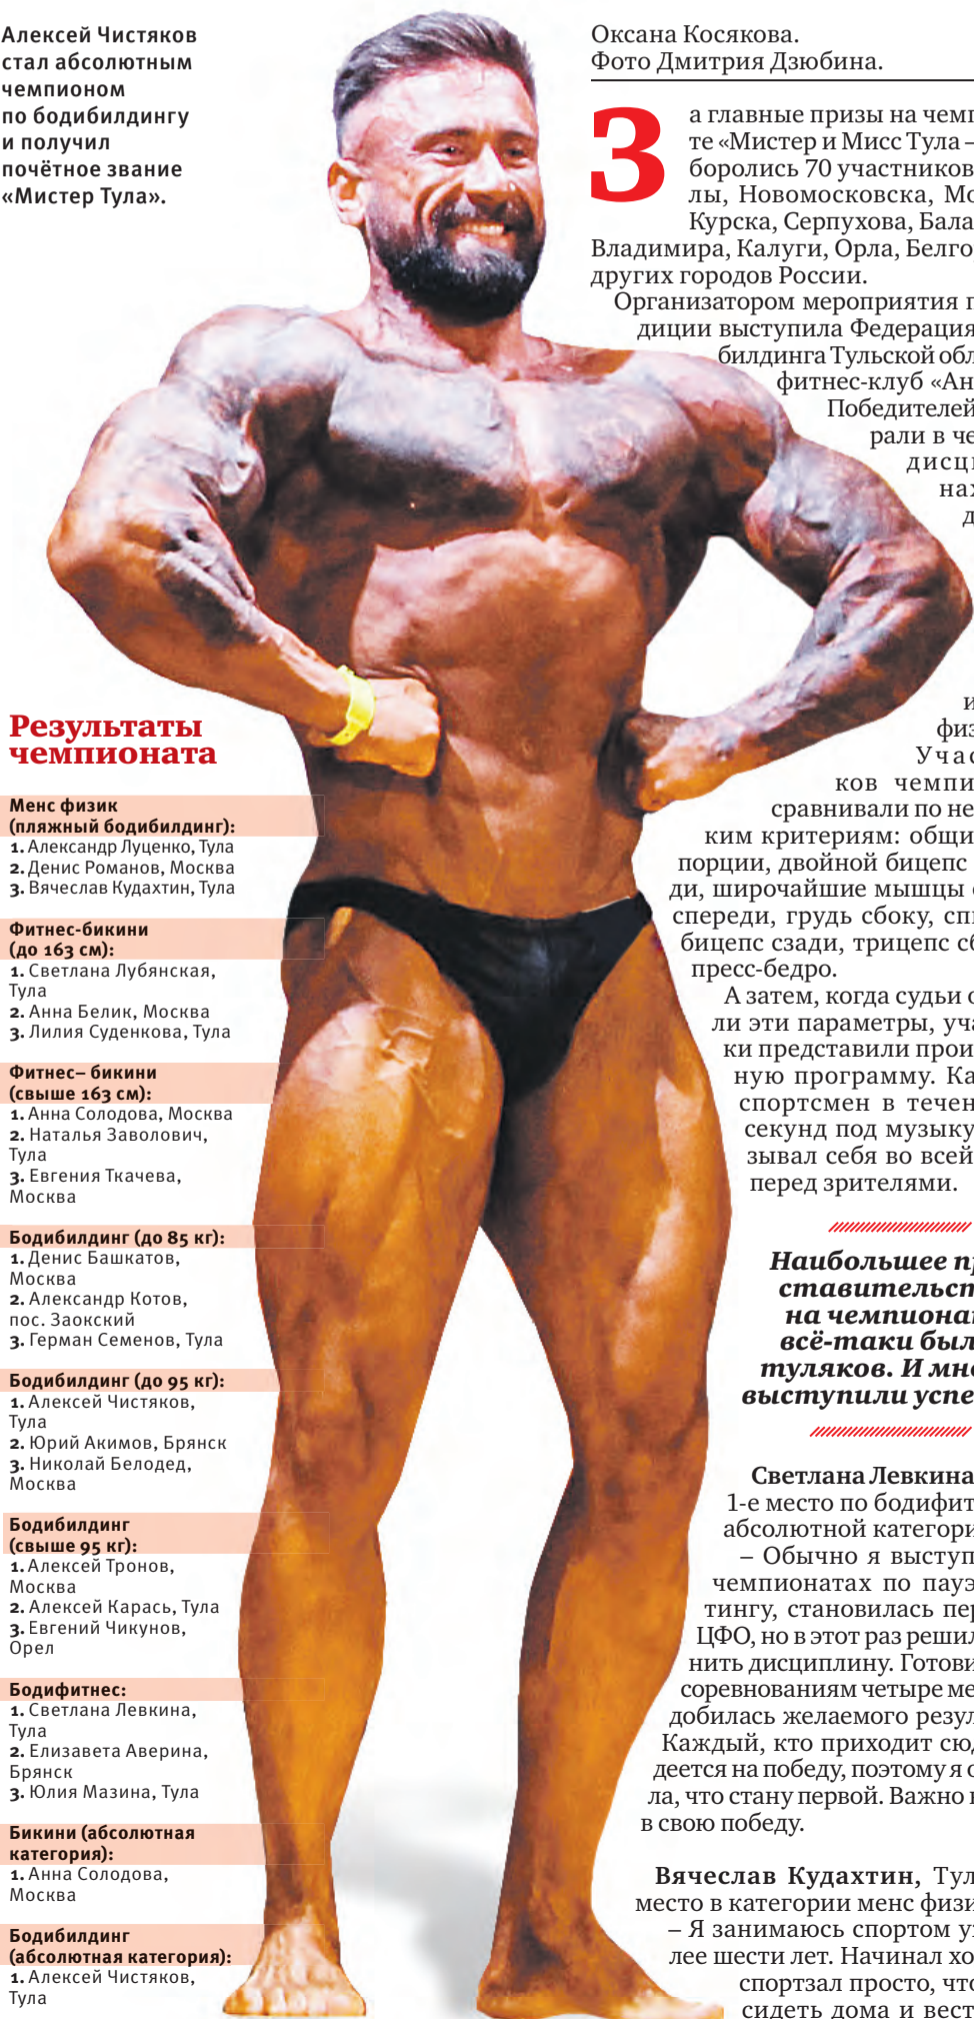 Алексей Чистяков
стал абсолютным
чемпионом
по бодибилдингу
и получил
почётное звание
«Мистер Тула».
Результаты
чемпионата
Менс физик
(пляжный бодибилдинг):
1. Александр Луценко, Тула
2. Денис Романов, Москва
3. Вячеслав Кудахтин, Тула
Фитнес-бикини
(до 163 см):
1. Светлана Лубянская,
Тула
2. Анна Белик, Москва
3. Лилия Суденкова, Тула
Фитнес– бикини
(свыше 163 см):
1. Анна Солодова, Москва
2. Наталья Заволович,
Тула
3. Евгения Ткачева,
Москва
Бодибилдинг (до 85 кг):
1. Денис Башкатов,
Москва
2. Александр Котов,
пос. Заокский
3. Герман Семенов, Тула
Бодибилдинг (до 95 кг):
1. Алексей Чистяков,
Тула
2. Юрий Акимов, Брянск
3. Николай Белодед,
Москва
Бодибилдинг
(свыше 95 кг):
1. Алексей Тронов,
Москва
2. Алексей Карась, Тула
3. Евгений Чикунов,
Орел
Бодифитнес:
1. Светлана Левкина,
Тула
2. Елизавета Аверина,
Брянск
3. Юлия Мазина, Тула
Бикини (абсолютная
категория):
1. Анна Солодова,
Москва
Бодибилдинг
(абсолютная категория):
1. Алексей Чистяков,
Тула
Оксана Косякова.
Фото Дмитрия Дзюбина.
За главные призы на чемп
те «Мистер и Мисс Тула –
боролись 70 участников
лы, Новомосковска, Мо
Курска, Серпухова, Бала
Владимира, Калуги, Орла, Белго
других городов России.
Организатором мероприятия п
диции выступила Федерация
билдинга Тульской обл
фитнес-клуб «Ан
Победителей
рали в че
дисци
нах
д
и
физ
Учас
ков чемпи
сравнивали по не
ким критериям: общи
порции, двойной бицепс
ди, широчайшие мышцы с
спереди, грудь сбоку, спи
бицепс сзади, трицепс сб
пресс-бедро.
А затем, когда судьи о
ли эти параметры, уча
ки представили прои
ную программу. Ка
спортсмен в течен
секунд под музыку
зывал себя во всей
перед зрителями.
Наибольшее пр
ставительст
на чемпиона
всё-таки был
туляков. И мно
выступили успе
Светлана Левкина
1-е место по бодифит
абсолютной категори
– Обычно я выступ
чемпионатах по пауэ
тингу, становилась пер
ЦФО, но в этот раз решил
нить дисциплину. Готови
соревнованиям четыре ме
добилась желаемого резул
Каждый, кто приходит сюд
деется на победу, поэтому я о
ла, что стану первой. Важно
в свою победу.
Вячеслав Кудахтин, Тул
место в категории менс физи
– Я занимаюсь спортом у
лее шести лет. Начинал хо
спортзал просто, что
сидеть дома и вест